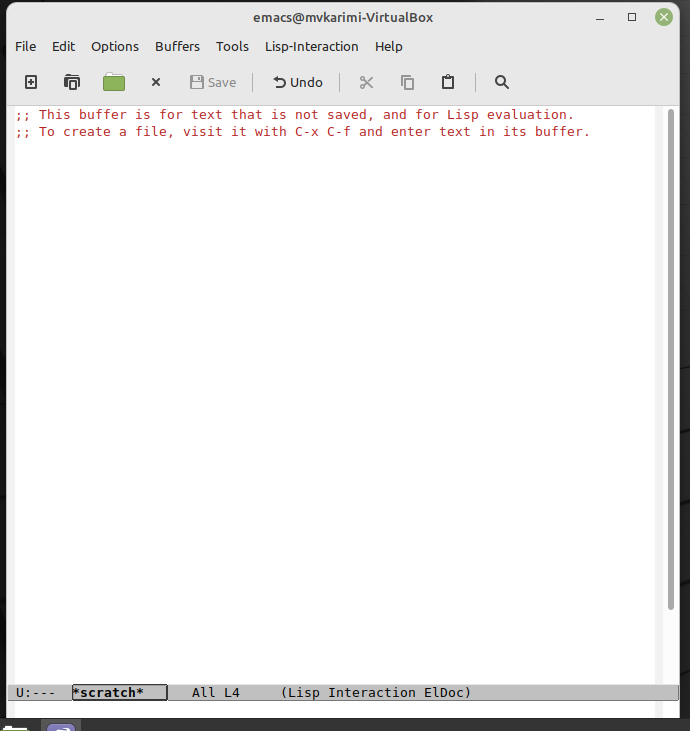 emacs@mvkarimi-VirtualBox
File Edit Options Buffers Tools Lisp-Interaction Help
Save Undo
;; This buffer is for text that is not saved, and for Lisp evaluation.
;; To create a file, visit it with C-x C-f and enter text in its buffer.
U:--- *scratch* All L4 (Lisp Interaction ElDoc)